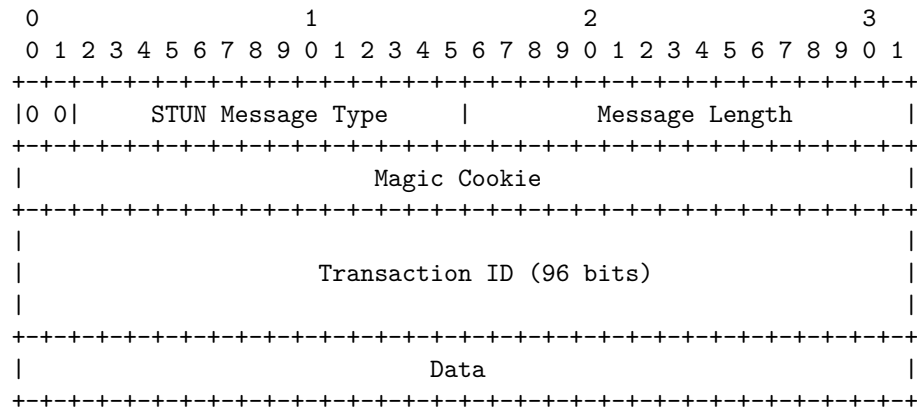 0                   1                   2                   3
0 1 2 3 4 5 6 7 8 9 0 1 2 3 4 5 6 7 8 9 0 1 2 3 4 5 6 7 8 9 0 1
+-+-+-+-+-+-+-+-+-+-+-+-+-+-+-+-+-+-+-+-+-+-+-+-+-+-+-+-+-+-+-+-+
|0 0|     STUN Message Type     |         Message Length        |
+-+-+-+-+-+-+-+-+-+-+-+-+-+-+-+-+-+-+-+-+-+-+-+-+-+-+-+-+-+-+-+-+
|                         Magic Cookie                          |
+-+-+-+-+-+-+-+-+-+-+-+-+-+-+-+-+-+-+-+-+-+-+-+-+-+-+-+-+-+-+-+-+
|                                                               |
|                     Transaction ID (96 bits)                  |
|                                                               |
+-+-+-+-+-+-+-+-+-+-+-+-+-+-+-+-+-+-+-+-+-+-+-+-+-+-+-+-+-+-+-+-+
|                             Data                              |
+-+-+-+-+-+-+-+-+-+-+-+-+-+-+-+-+-+-+-+-+-+-+-+-+-+-+-+-+-+-+-+-+